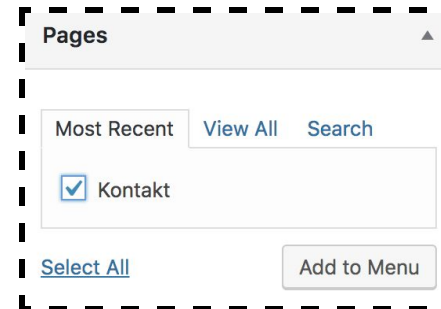 Pages
Most Recent View All Search
Kontakt
Select All Add to Menu